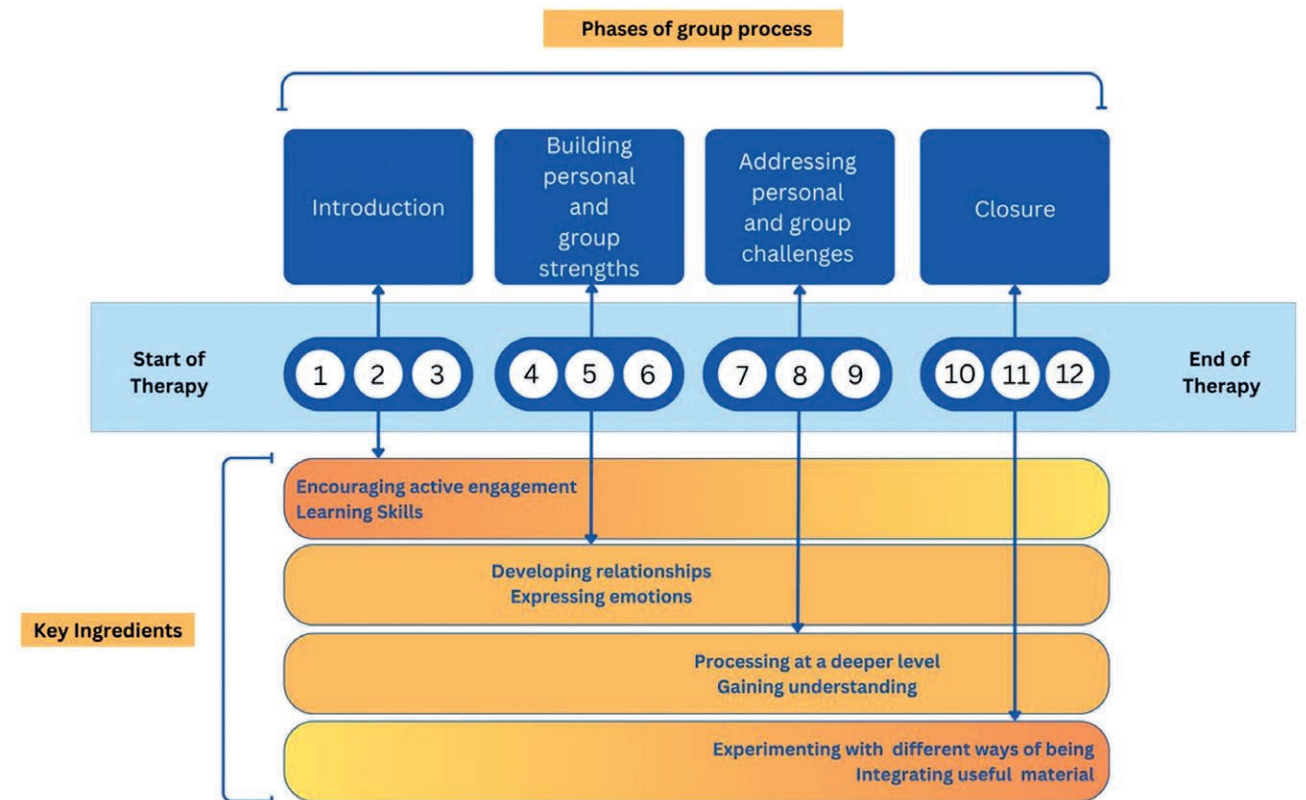 Phases of group process
Introduction
Building
personal
and
group
strengths
Addressing
personal
and group
challenges
Closure
Start of
Therapy
1 2 3
4 5 6
7 8 9
10 11 12
End of
Therapy
Key Ingredients
Encouraging active engagement
Learning Skills
Developing relationships
Expressing emotions
Processing at a deeper level
Gaining understanding
Experimenting with different ways of being
Integrating useful material